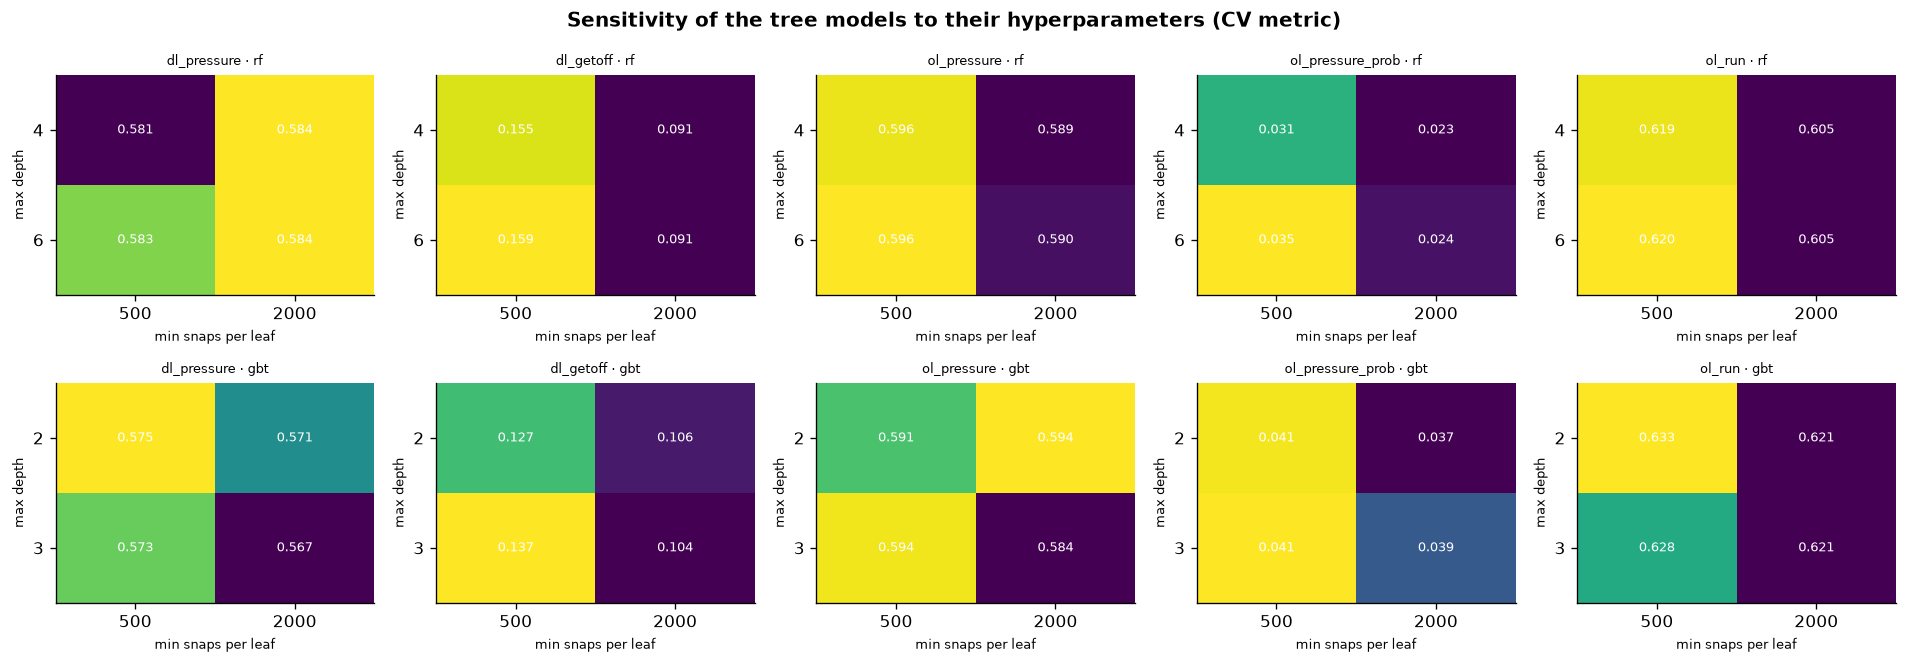 Sensitivity of the tree models to their hyperparameters (CV metric)
dl_pressure · rf
dl_getoff · rf
ol_pressure · rf
ol_pressure_prob · rf
ol_run · rf
max depth
4
0.581
0.584
6
0.583
0.584
500
2000
min snaps per leaf
max depth
4
0.155
0.091
6
0.159
0.091
500
2000
min snaps per leaf
max depth
4
0.596
0.589
6
0.596
0.590
500
2000
min snaps per leaf
max depth
4
0.031
0.023
6
0.035
0.024
500
2000
min snaps per leaf
max depth
4
0.619
0.605
6
0.620
0.605
500
2000
min snaps per leaf
dl_pressure · gbt
dl_getoff · gbt
ol_pressure · gbt
ol_pressure_prob · gbt
ol_run · gbt
max depth
2
0.575
0.571
3
0.573
0.567
500
2000
min snaps per leaf
max depth
2
0.127
0.106
3
0.137
0.104
500
2000
min snaps per leaf
max depth
2
0.591
0.594
3
0.594
0.584
500
2000
min snaps per leaf
max depth
2
0.041
0.037
3
0.041
0.039
500
2000
min snaps per leaf
max depth
2
0.633
0.621
3
0.628
0.621
500
2000
min snaps per leaf